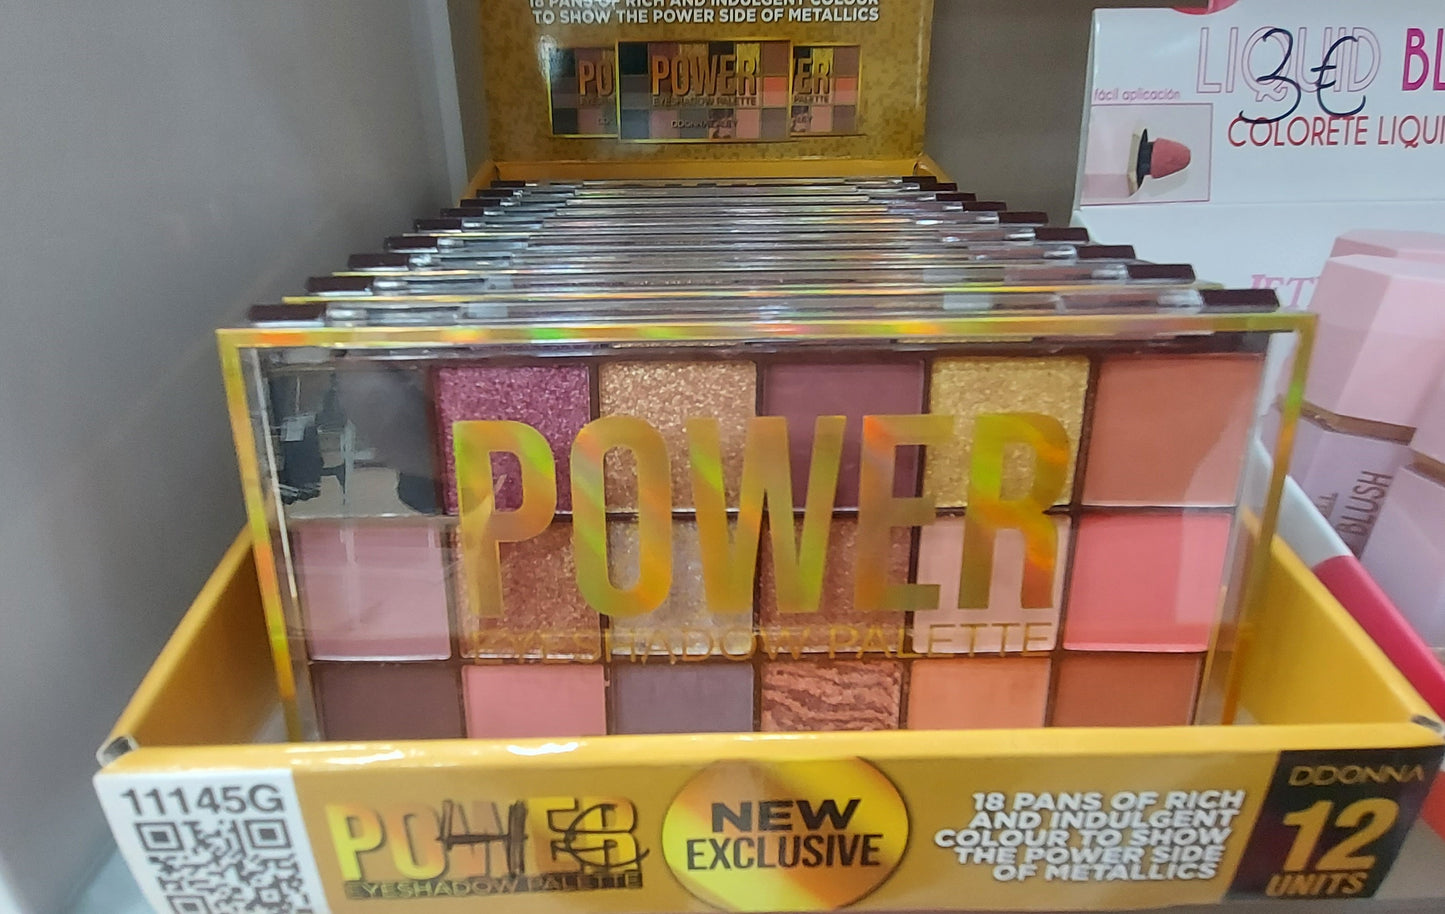 18 PANS OF RICH AND INDULGENT COLOUR
TO SHOW THE POWER SIDE OF METALLICS
POWER
EYESHADOW PALETTE
DDONNA
LIQUID BL
3€
fácil aplicación
COLORETE LIQUI
POWER
EYESHADOW PALETTE
BLUSH
11145G
POWER
4€
EYESHADOW PALETTE
NEW
EXCLUSIVE
18 PANS OF RICH
AND INDULGENT
COLOUR TO SHOW
THE POWER SIDE
OF METALLICS
DDONNA
12
UNITS